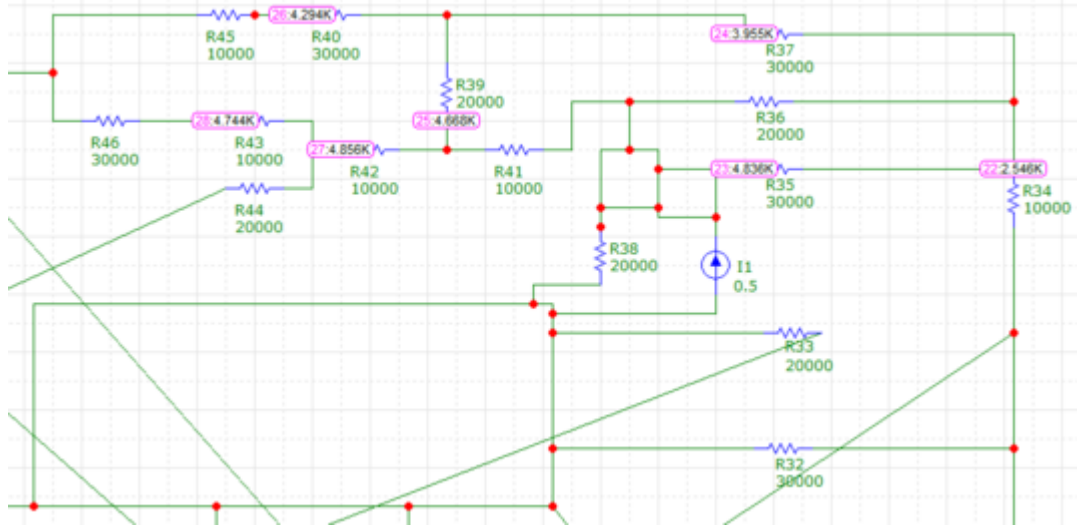 26:4.294K
R45
10000
R40
30000
24:3.955K
R37
30000
R39
20000
25:4.668K
R36
20000
28:4.744K
R46
30000
R43
10000
27:4.856K
R42
10000
R41
10000
23:4.836K
R35
30000
22:2.546K
R34
10000
R44
20000
R38
20000
I1
0.5
R33
20000
R32
30000